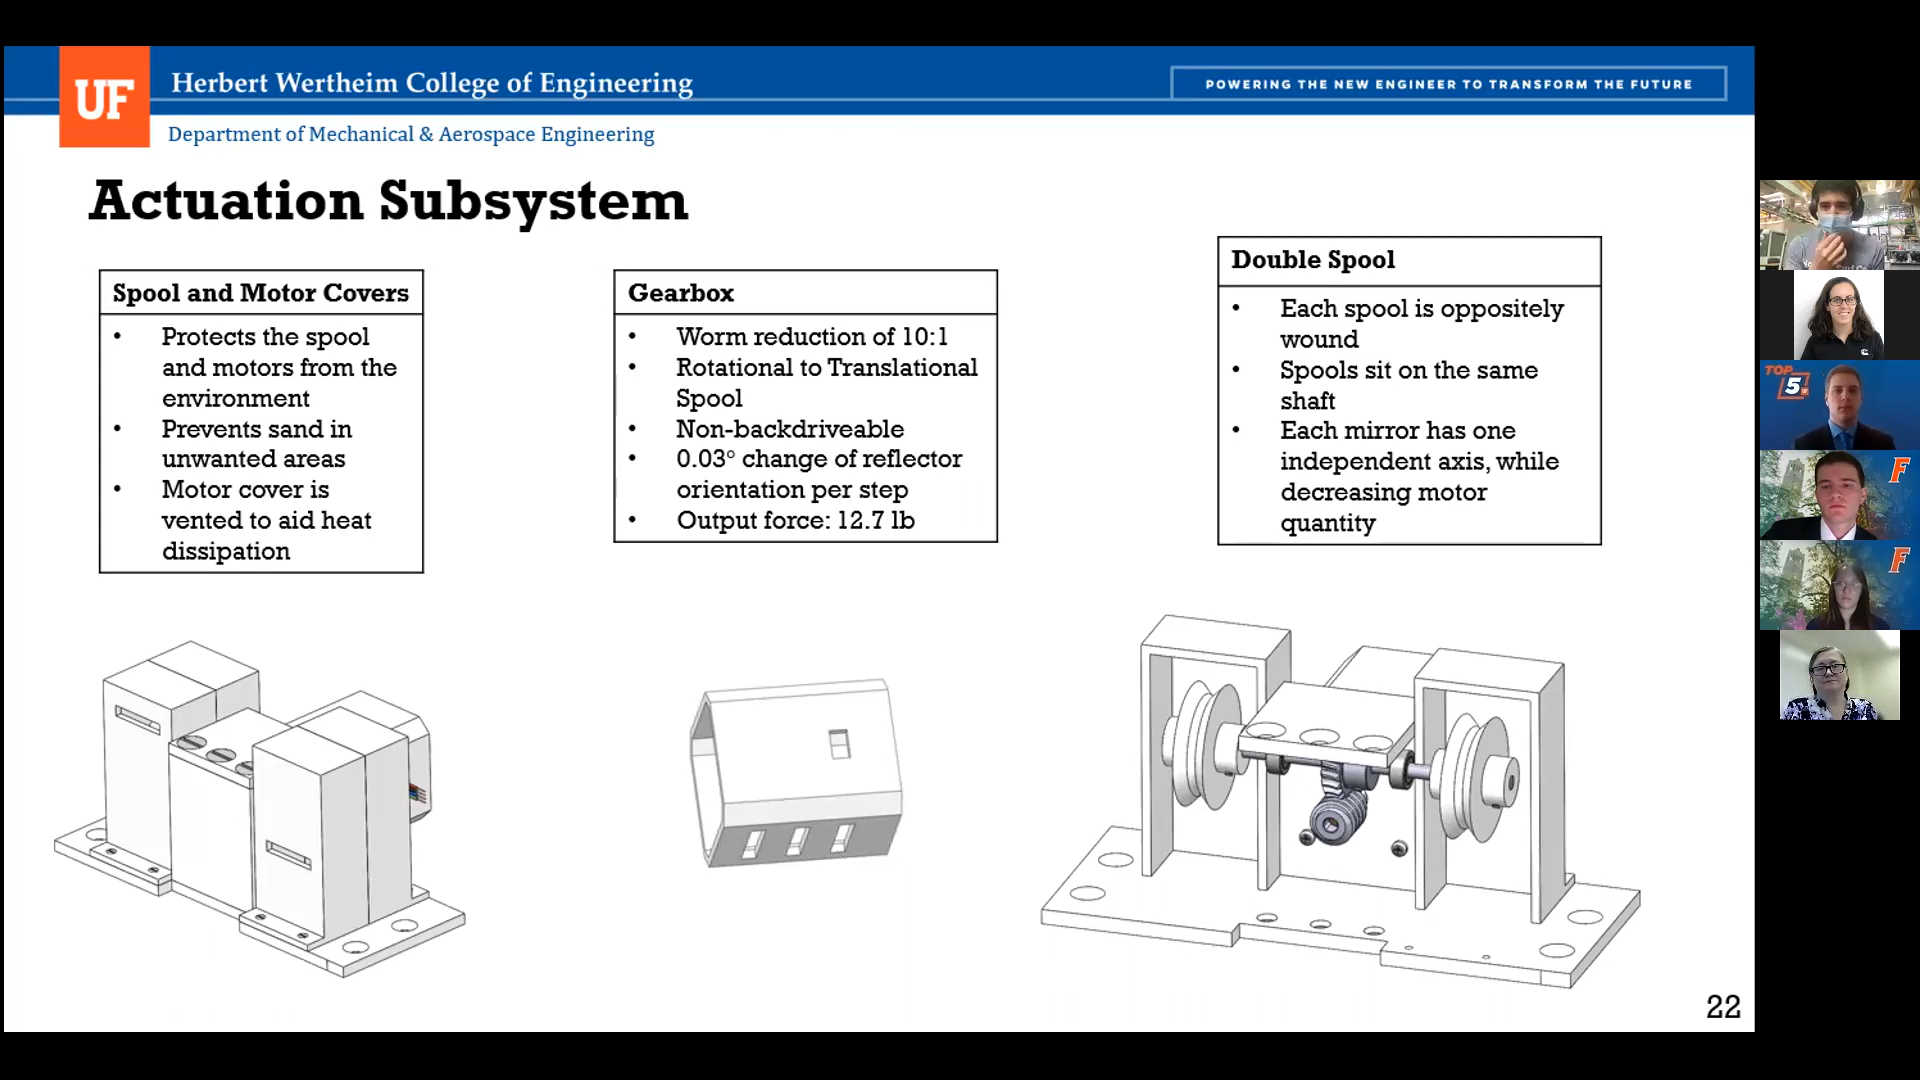 UF
Herbert Wertheim College of Engineering
POWERING THE NEW ENGINEER TO TRANSFORM THE FUTURE
Department of Mechanical & Aerospace Engineering
Actuation Subsystem
Spool and Motor Covers
• Protects the spool
and motors from the
environment
• Prevents sand in
unwanted areas
• Motor cover is
vented to aid heat
dissipation
Gearbox
• Worm reduction of 10:1
• Rotational to Translational
Spool
• Non-backdriveable
• 0.03° change of reflector
orientation per step
• Output force: 12.7 lb
Double Spool
• Each spool is oppositely
wound
• Spools sit on the same
shaft
• Each mirror has one
independent axis, while
decreasing motor
quantity
22
TOP
5
F
F